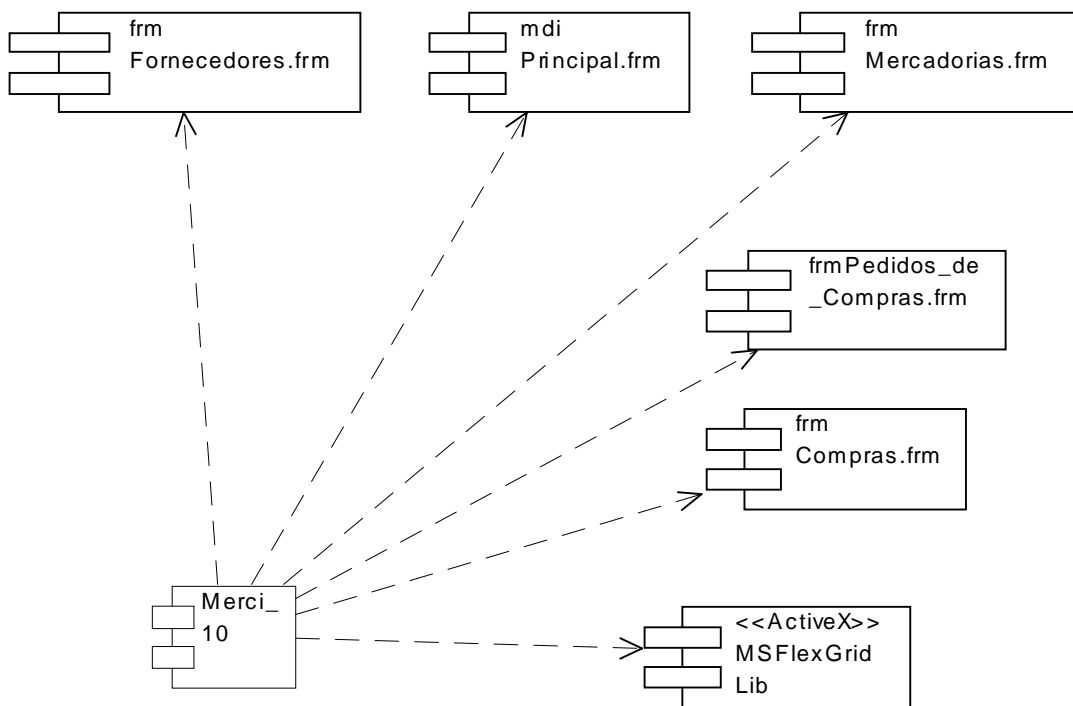 frm
Fornecedores.frm
mdi
Principal.frm
frm
Mercadorias.frm
frmPedidos_de
_Compras.frm
frm
Compras.frm
Merci_
10
<<ActiveX>>
MSFlexGrid
Lib